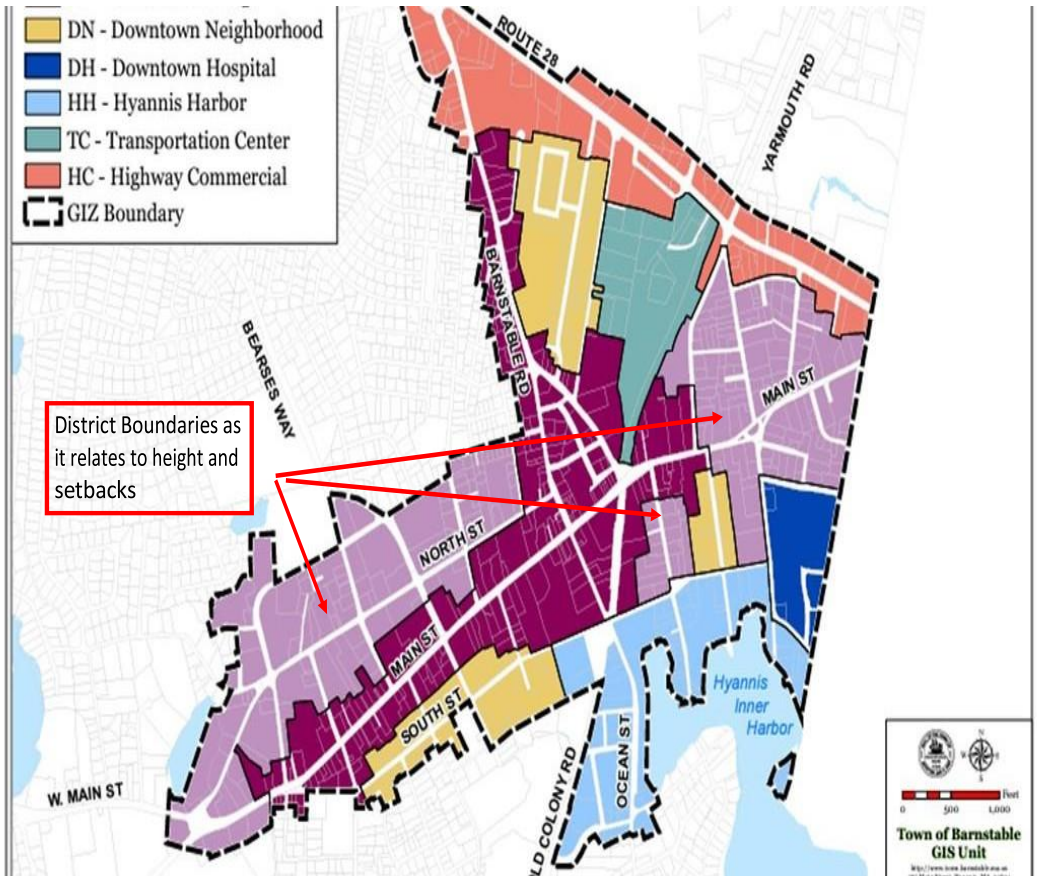 DN - Downtown Neighborhood
DH - Downtown Hospital
HH - Hyannis Harbor
TC - Transportation Center
HC - Highway Commercial
GIZ Boundary
ROUTE 28
YARMOUTH RD
BARNSTABLE RD
BEARSES WAY
MAIN ST
District Boundaries as
it relates to height and
setbacks
NORTH ST
MAIN ST
SOUTH ST
Hyannis
Inner
Harbor
W. MAIN ST
OLD COLONY RD
OCEAN ST
N
W
E
S
Feet
0 500 1,000
Town of Barnstable
GIS Unit